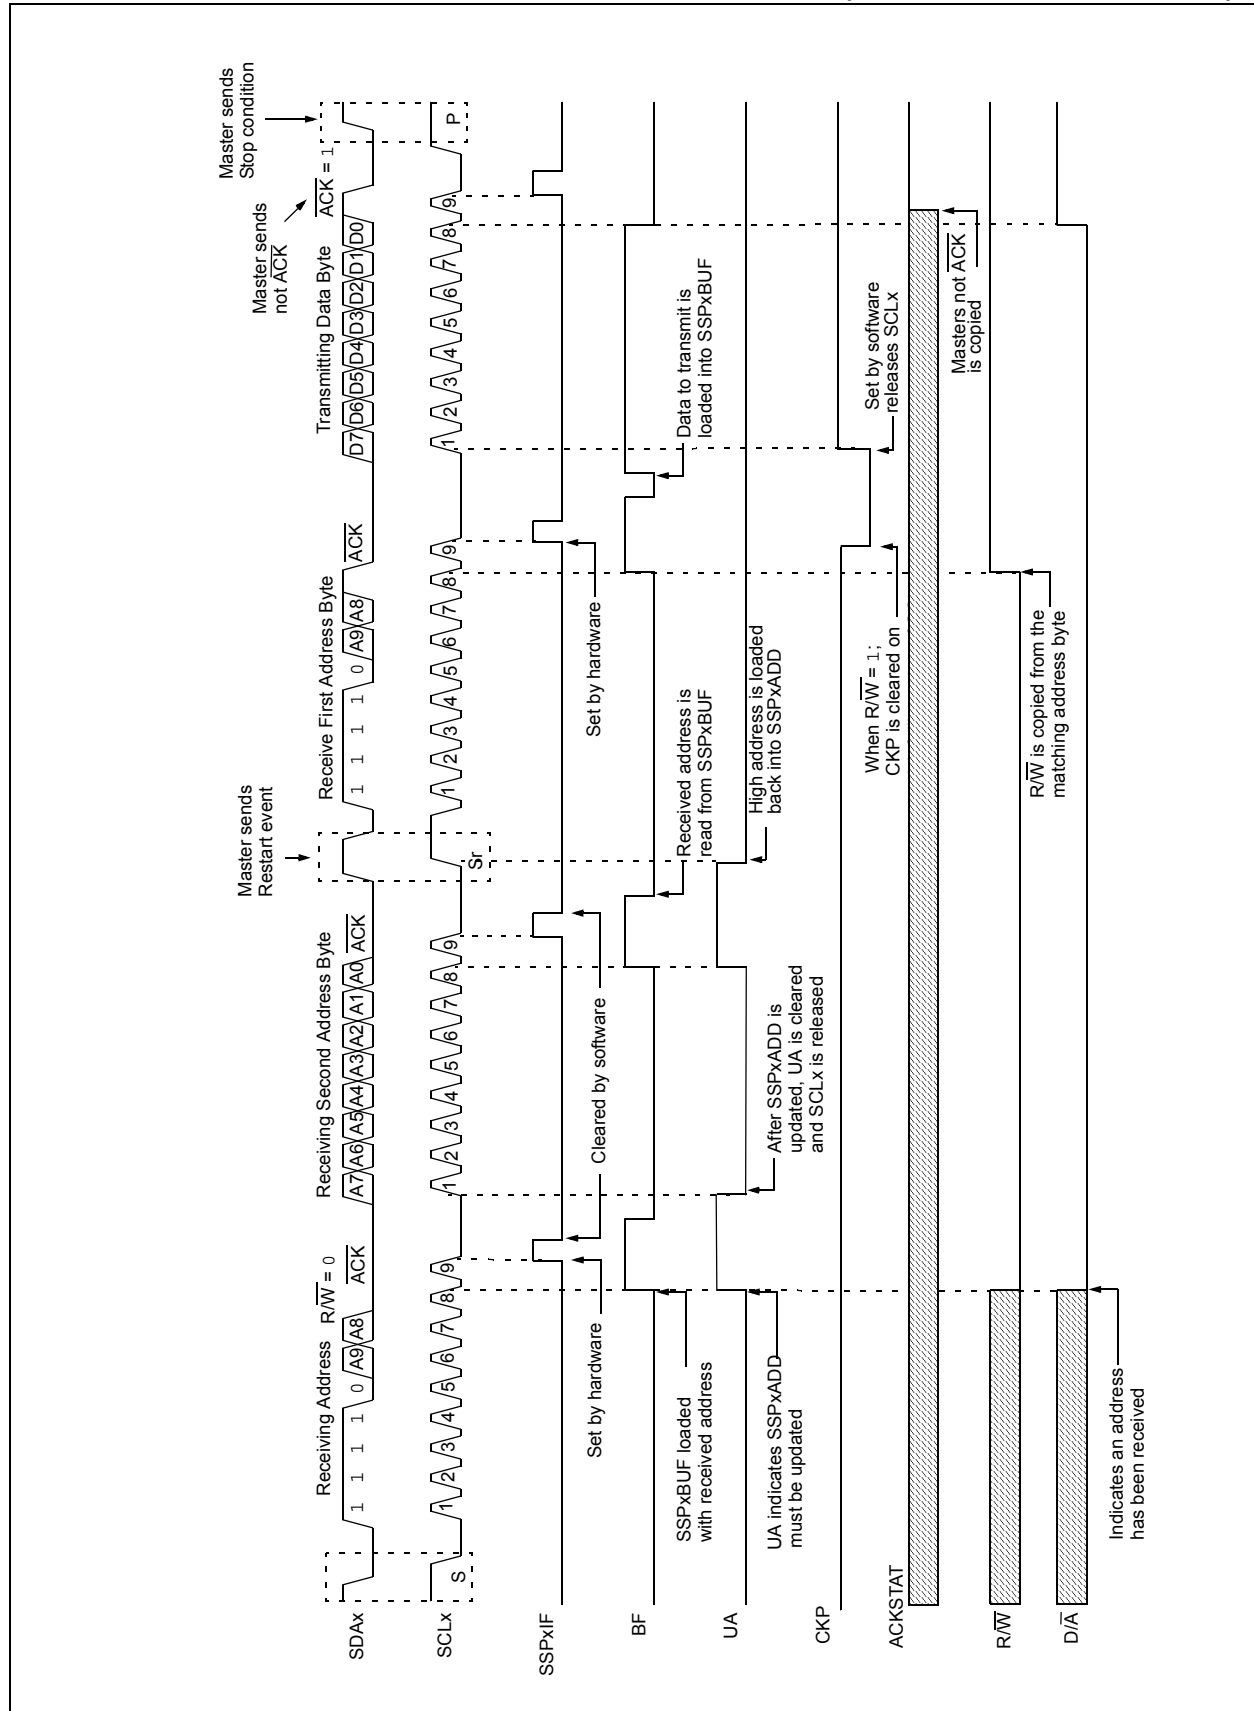 Master sends
Stop condition
Master sends
not ACK
ACK = 1
Master sends
Restart event
Receiving Address
R/W = 0
ACK
Receiving Second Address Byte
ACK
Receive First Address Byte
ACK
Transmitting Data Byte
SDAx
1 1 1 1 0 A9 A8
A7 A6 A5 A4 A3 A2 A1 A0
1 1 1 1 0 A9 A8
D7 D6 D5 D4 D3 D2 D1 D0
SCLx
S
1 2 3 4 5 6 7 8 9
1 2 3 4 5 6 7 8 9
Sr
1 2 3 4 5 6 7 8 9
1 2 3 4 5 6 7 8 9
P
SSPxIF
Set by hardware
Cleared by software
Set by hardware
BF
SSPxBUF loaded
with received address
Received address is
read from SSPxBUF
Data to transmit is
loaded into SSPxBUF
UA
UA indicates SSPxADD
must be updated
After SSPxADD is
updated, UA is cleared
and SCLx is released
High address is loaded
back into SSPxADD
CKP
When R/W = 1;
CKP is cleared on
Set by software
releases SCLx
ACKSTAT
Masters not ACK
is copied
R/W
R/W is copied from the
matching address byte
D/A
Indicates an address
has been received